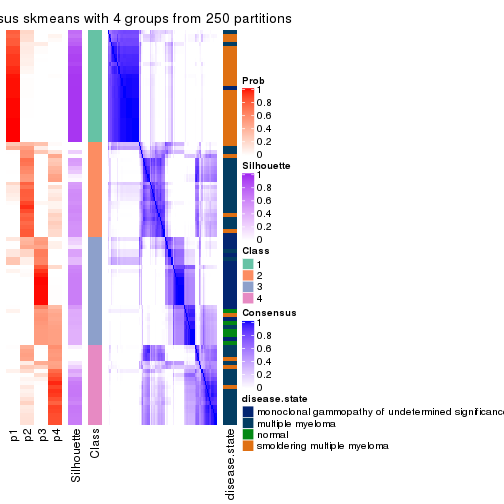 sus skmeans with 4 groups from 250 partitions
Prob
1
0.8
0.6
0.4
0.2
0
Silhouette
1
0.8
0.6
0.4
0.2
0
Class
1
2
3
4
Consensus
1
0.8
0.6
0.4
0.2
0
disease.state
monoclonal gammopathy of undetermined significance
multiple myeloma
normal
smoldering multiple myeloma
p1
p2
p3
p4
Silhouette
Class
disease.state